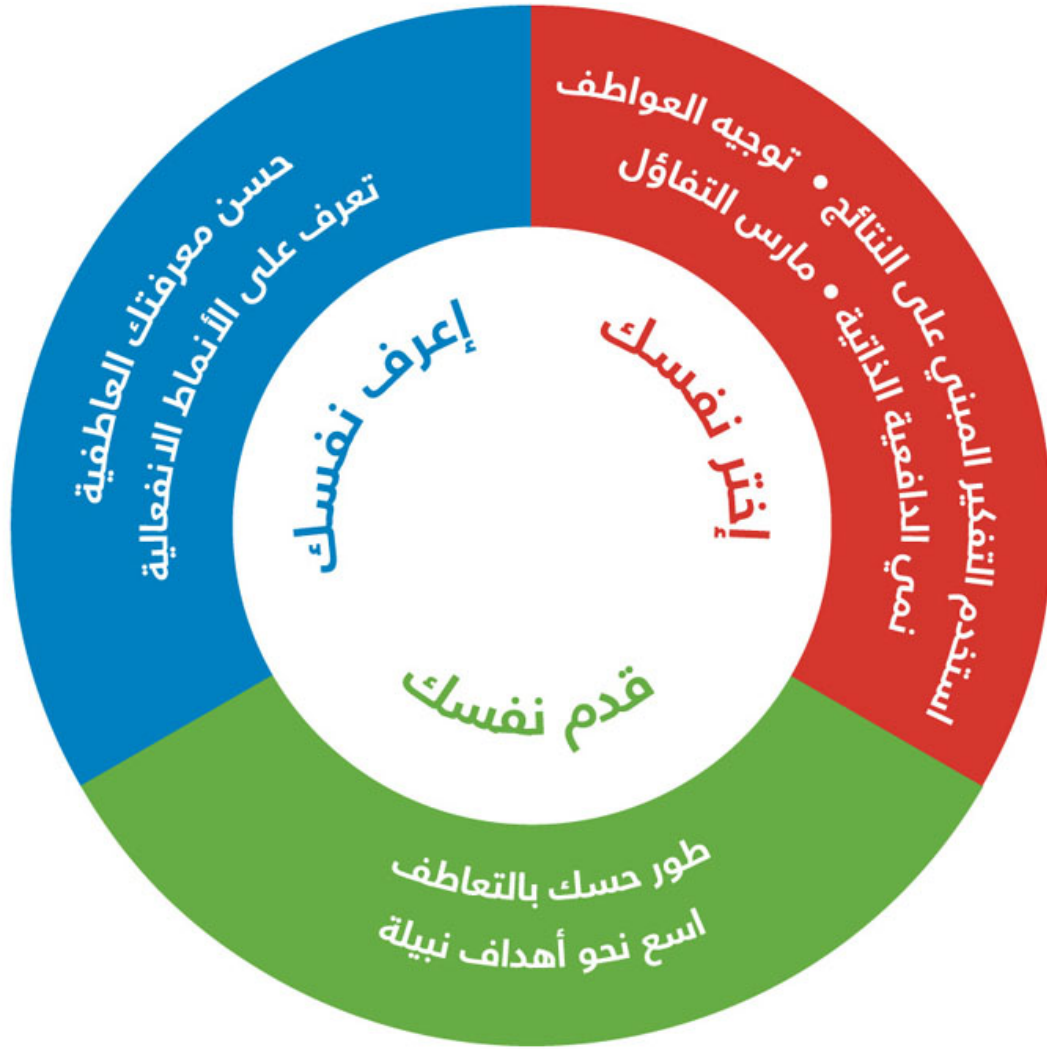 حسن معرفتك العاطفية
تعرف على الأنماط الانفعالية
إعرف نفسك
استخدم التفكير المبني على النتائج • توجيه العواطف
نمي الدافعية الذاتية • مارس التفاؤل
إختر نفسك
قدم نفسك
طور حسك بالتعاطف
اسع نحو أهداف نبيلة